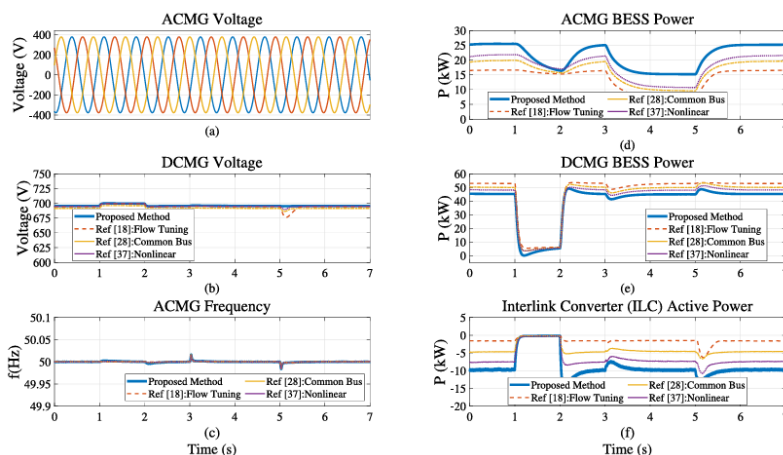 ACMG Voltage
Voltage (V)
400
200
0
-200
-400
(a)
DCMG Voltage
Voltage (V)
750
725
700
675
650
625
600
Proposed Method
Ref [18]:Flow Tuning
Ref [28]:Common Bus
Ref [37]:Nonlinear
0 1 2 3 4 5 6 7
(b)
ACMG Frequency
f(Hz)
50.1
50.05
50
49.95
49.9
Proposed Method Ref [28]:Common Bus
Ref [18]:Flow Tuning Ref [37]:Nonlinear
0 1 2 3 4 5 6 7
(c)
Time (s)
ACMG BESS Power
P (kW)
30
25
20
15
10
5
0
Proposed Method Ref [28]:Common Bus
Ref [18]:Flow Tuning Ref [37]:Nonlinear
0 1 2 3 4 5 6 7
(d)
DCMG BESS Power
P (kW)
60
50
40
30
20
10
0
Proposed Method
Ref [18]:Flow Tuning
Ref [28]:Common Bus
Ref [37]:Nonlinear
0 1 2 3 4 5 6 7
(e)
Interlink Converter (ILC) Active Power
P (kW)
5
0
-5
-10
-15
-20
Proposed Method Ref [28]:Common Bus
Ref [18]:Flow Tuning Ref [37]:Nonlinear
0 1 2 3 4 5 6 7
(f)
Time (s)